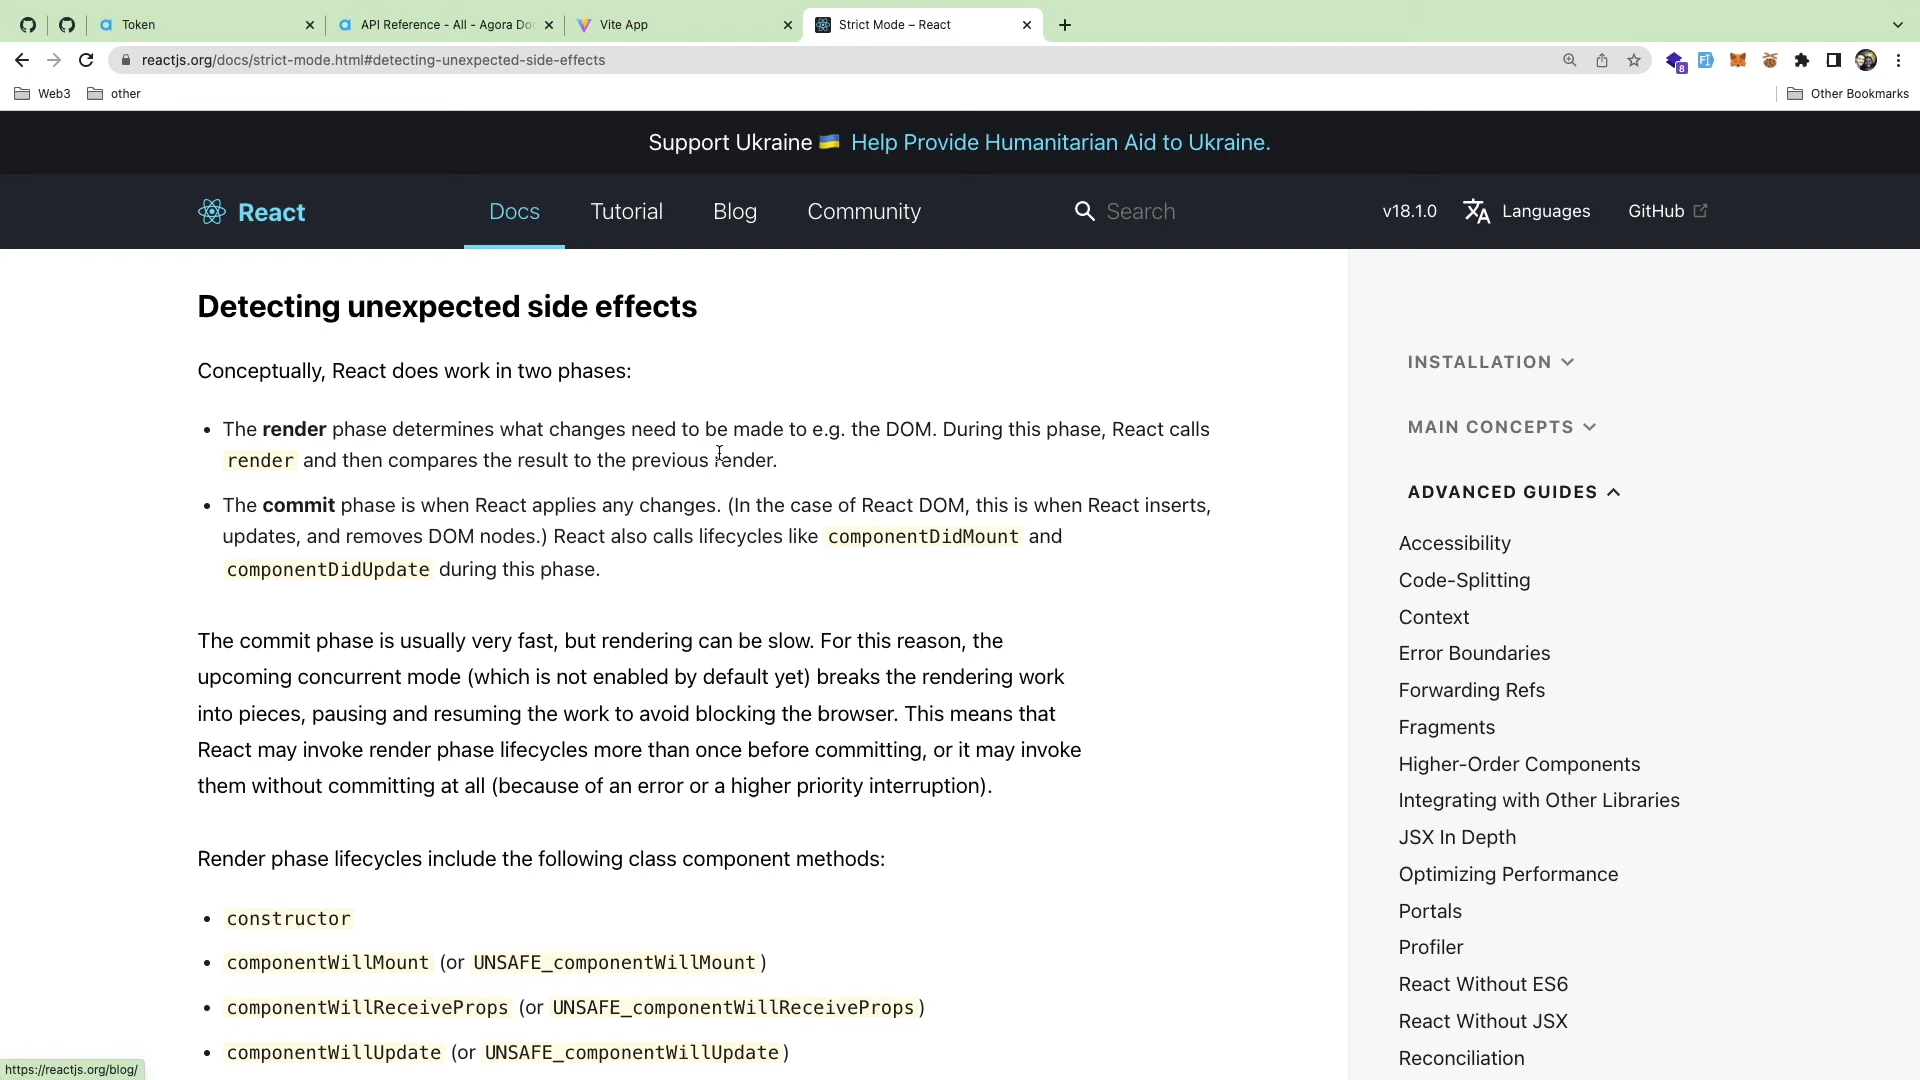 Token
API Reference - All - Agora Do
Vite App
Strict Mode – React
reactjs.org/docs/strict-mode.html#detecting-unexpected-side-effects
8
Web3
other
Other Bookmarks
Support Ukraine 🇺🇦 Help Provide Humanitarian Aid to Ukraine.
React
Docs
Tutorial
Blog
Community
Search
v18.1.0
Languages
GitHub
Detecting unexpected side effects
Conceptually, React does work in two phases:
• The render phase determines what changes need to be made to e.g. the DOM. During this phase, React calls
render and then compares the result to the previous render.
• The commit phase is when React applies any changes. (In the case of React DOM, this is when React inserts,
updates, and removes DOM nodes.) React also calls lifecycles like componentDidMount and
componentDidUpdate during this phase.
The commit phase is usually very fast, but rendering can be slow. For this reason, the
upcoming concurrent mode (which is not enabled by default yet) breaks the rendering work
into pieces, pausing and resuming the work to avoid blocking the browser. This means that
React may invoke render phase lifecycles more than once before committing, or it may invoke
them without committing at all (because of an error or a higher priority interruption).
Render phase lifecycles include the following class component methods:
• constructor
• componentWillMount (or UNSAFE_componentWillMount)
• componentWillReceiveProps (or UNSAFE_componentWillReceiveProps)
• componentWillUpdate (or UNSAFE_componentWillUpdate)
INSTALLATION
MAIN CONCEPTS
ADVANCED GUIDES
Accessibility
Code-Splitting
Context
Error Boundaries
Forwarding Refs
Fragments
Higher-Order Components
Integrating with Other Libraries
JSX In Depth
Optimizing Performance
Portals
Profiler
React Without ES6
React Without JSX
Reconciliation
https://reactjs.org/blog/